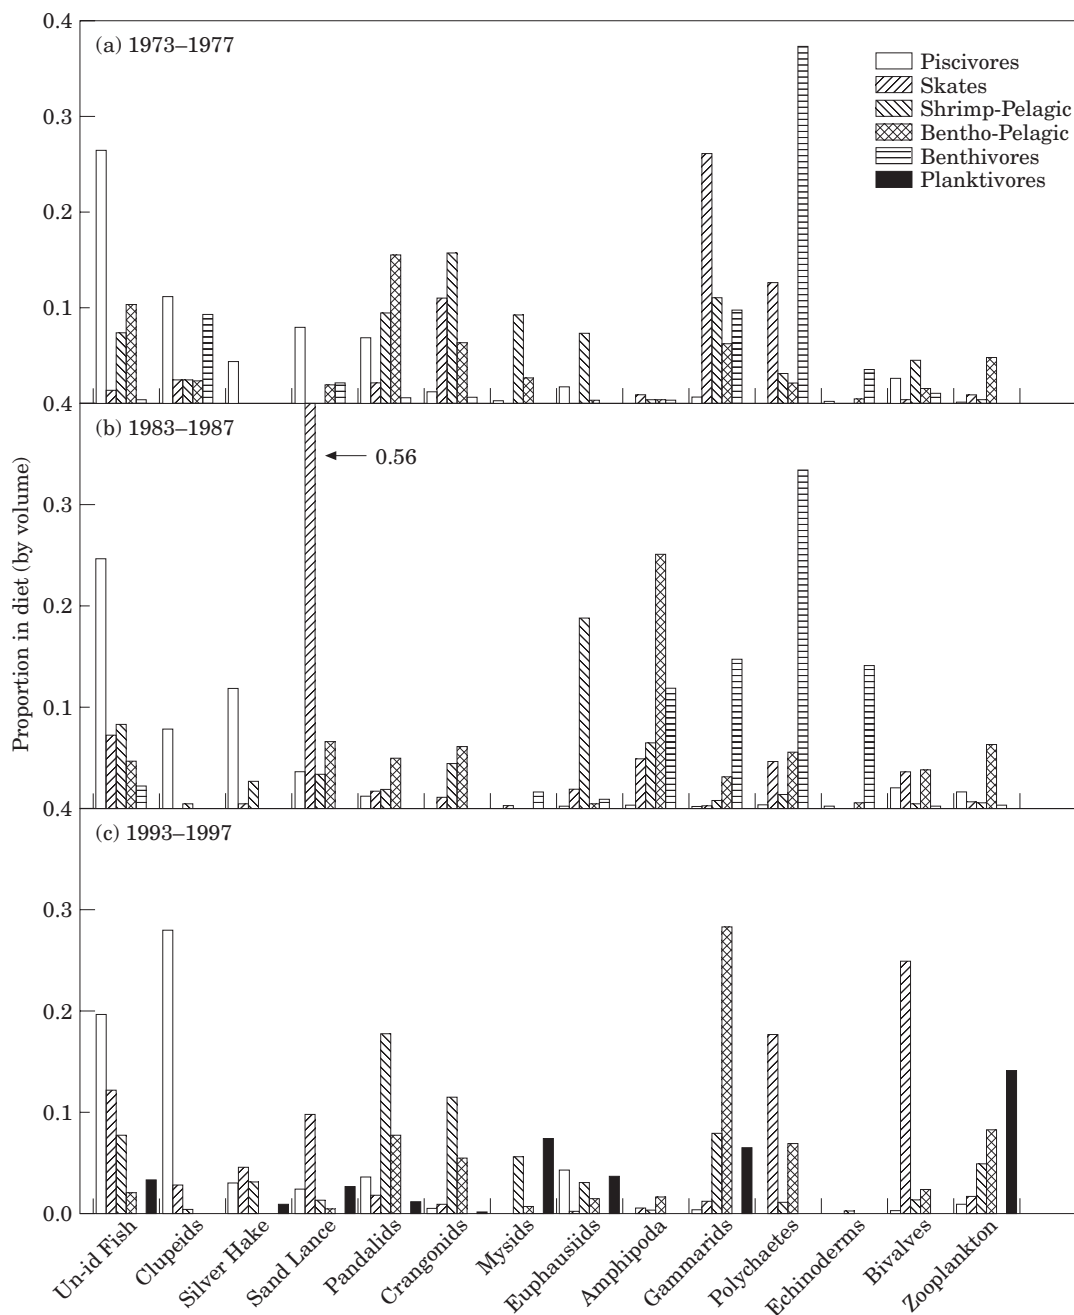 0.4
(a) 1973–1977
Piscivores
Skates
Shrimp-Pelagic
Bentho-Pelagic
Benthivores
Planktivores
0.3
0.2
0.1
0.4
(b) 1983–1987
0.56
0.3
0.2
0.1
0.4
(c) 1993–1997
0.3
0.2
0.1
0.0
Proportion in diet (by volume)
Un-id Fish
Clupeids
Silver Hake
Sand Lance
Pandalids
Crangonids
Mysids
Euphausiids
Amphipoda
Gammarids
Polychaetes
Echinoderms
Bivalves
Zooplankton